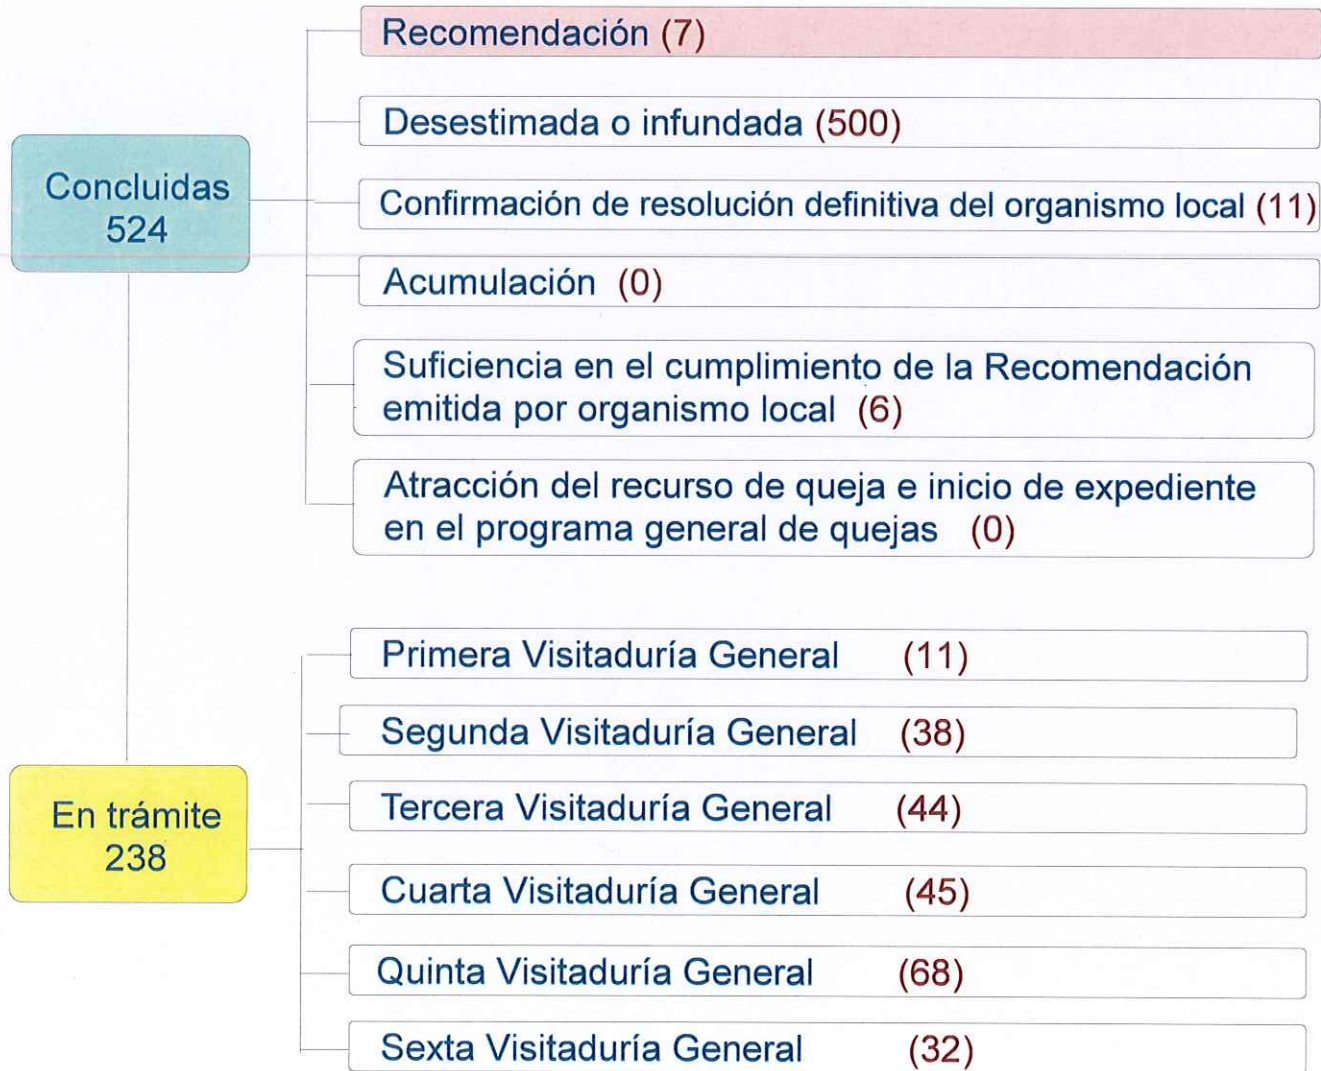 Concluidas
524
Recomendación (7)
Desestimada o infundada (500)
Confirmación de resolución definitiva del organismo local (11)
Acumulación (0)
Suficiencia en el cumplimiento de la Recomendación
emitida por organismo local (6)
Atracción del recurso de queja e inicio de expediente
en el programa general de quejas (0)
En trámite
238
Primera Visitaduría General (11)
Segunda Visitaduría General (38)
Tercera Visitaduría General (44)
Cuarta Visitaduría General (45)
Quinta Visitaduría General (68)
Sexta Visitaduría General (32)